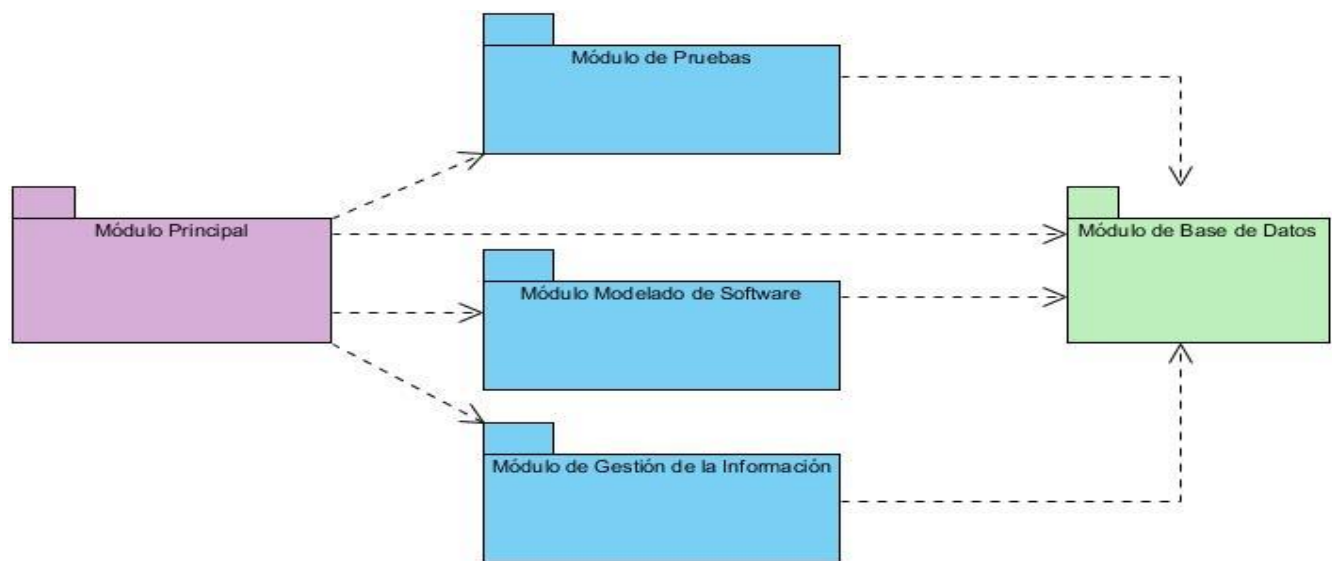 Módulo de Pruebas
Módulo Principal
Módulo de Base de Datos
Módulo Modelado de Software
Módulo de Gestión de la Información